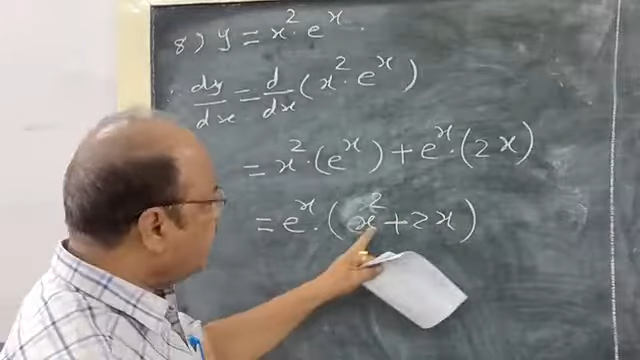 8) y = x². eˣ.
∴ dy/dx = d/dx (x². eˣ)
= x².(eˣ) + eˣ.(2x)
= eˣ.(x² + 2x)